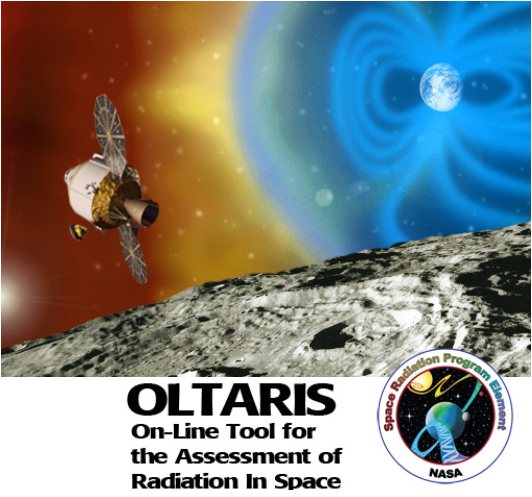 OLTARIS
On-Line Tool for
the Assessment of
Radiation In Space
Space Radiation Program Element
NASA